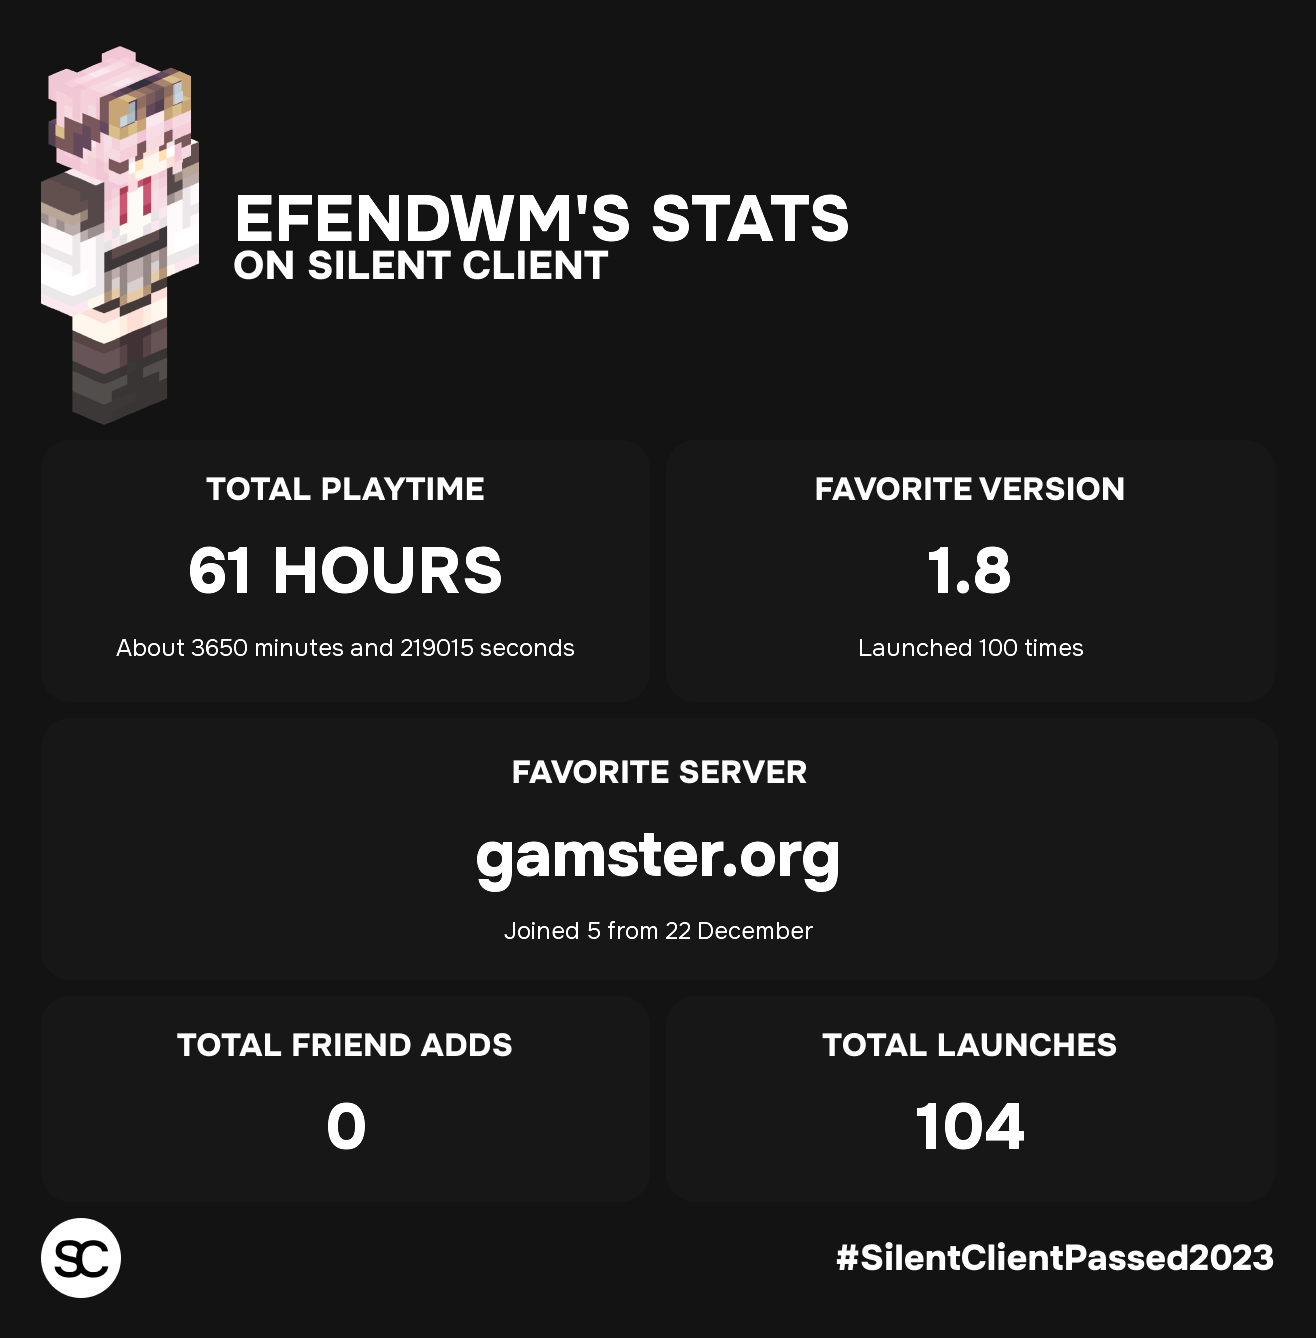 EFENDWM'S STATS
ON SILENT CLIENT
TOTAL PLAYTIME
61 HOURS
About 3650 minutes and 219015 seconds
FAVORITE VERSION
1.8
Launched 100 times
FAVORITE SERVER
gamster.org
Joined 5 from 22 December
TOTAL FRIEND ADDS
0
TOTAL LAUNCHES
104
SC
#SilentClientPassed2023